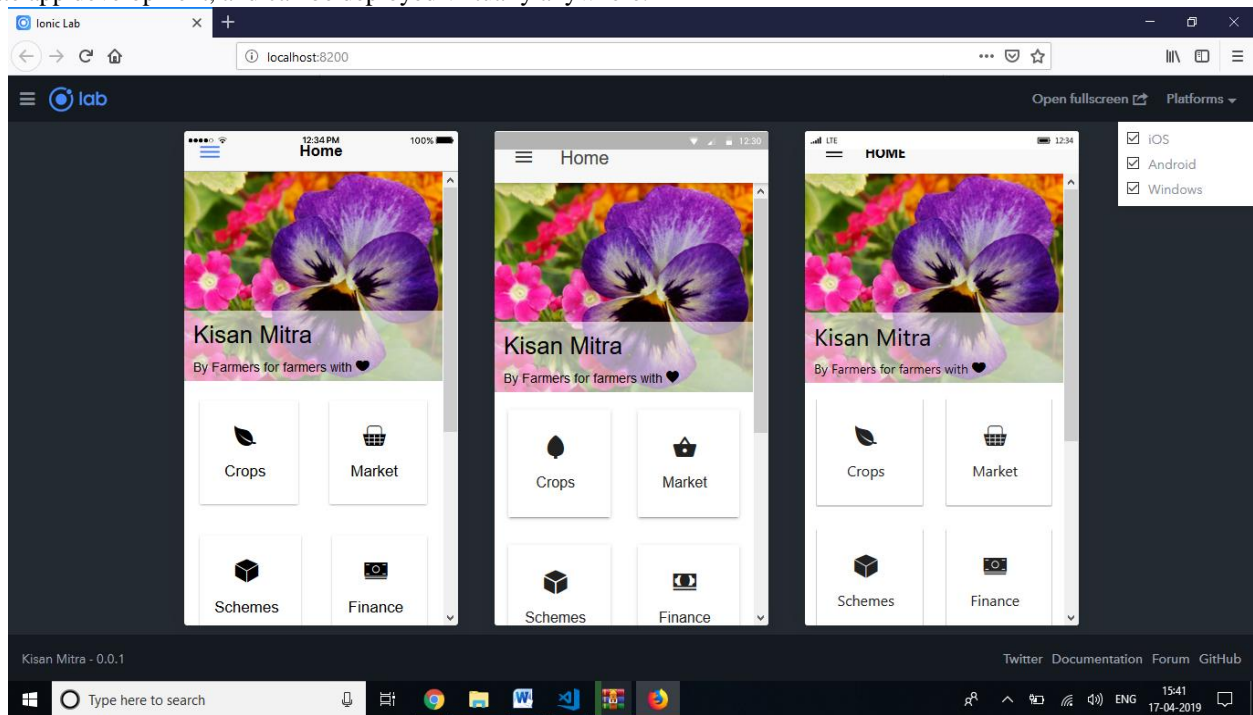 Ionic Lab
localhost:8200
lab
Open fullscreen Platforms
iOS
Android
Windows
12:34 PM 100%
Home
Kisan Mitra
By Farmers for farmers with
Crops Market
Schemes Finance
12:30
Home
Kisan Mitra
By Farmers for farmers with
Crops Market
Schemes Finance
LTE 12:34
HOME
Kisan Mitra
By Farmers for farmers with
Crops Market
Schemes Finance
Kisan Mitra - 0.0.1
Twitter Documentation Forum GitHub
Type here to search
ENG
15:41
17-04-2019